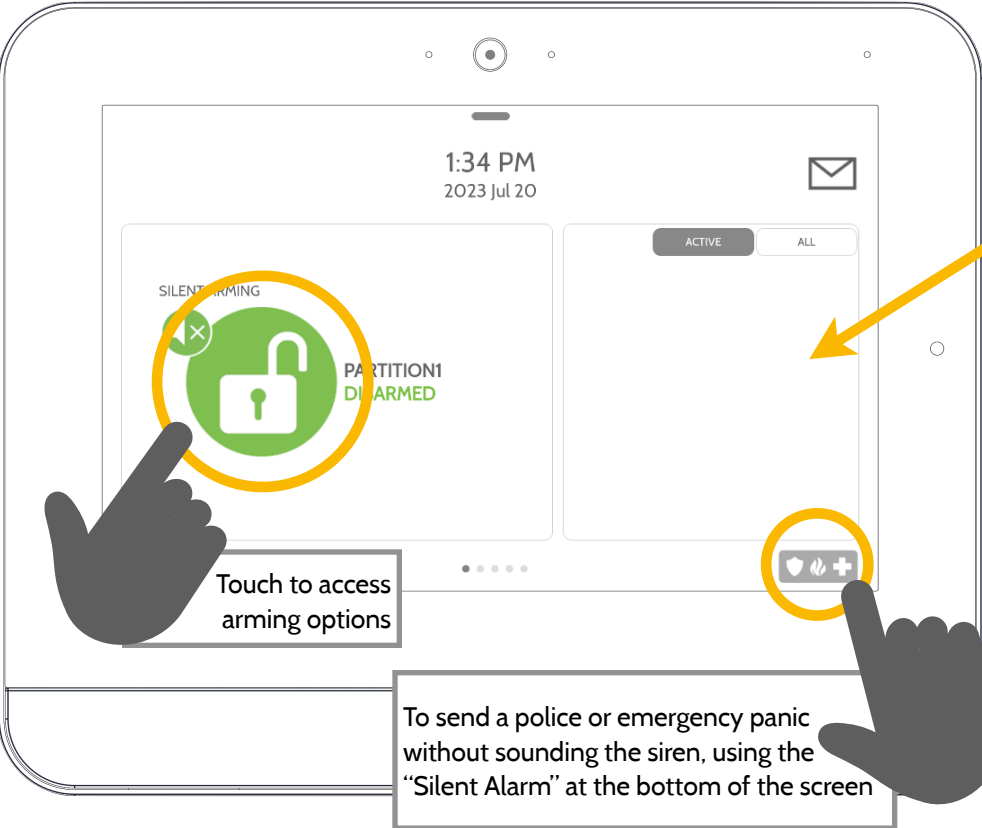 1:34 PM
2023 Jul 20
ACTIVE
ALL
SILENT ARMING
PARTITION1
DISARMED
Touch to access
arming options
To send a police or emergency panic
without sounding the siren, using the
“Silent Alarm” at the bottom of the screen